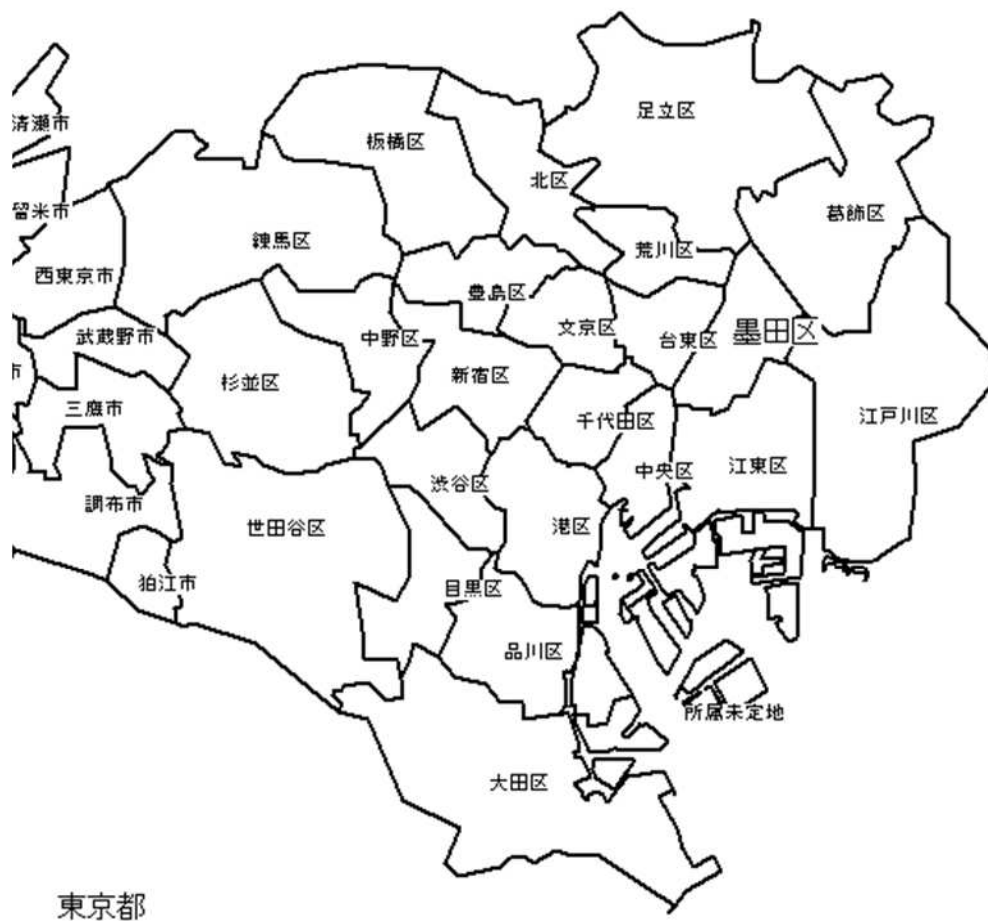 足立区
清瀬市
板橋区
北区
留米市
葛飾区
練馬区
荒川区
西東京市
豊島区
文京区
墨田区
武蔵野市
中野区
台東区
市
杉並区
新宿区
三鷹市
千代田区
江戸川区
渋谷区
中央区
江東区
調布市
世田谷区
港区
狛江市
目黒区
品川区
所属未定地
大田区
東京都